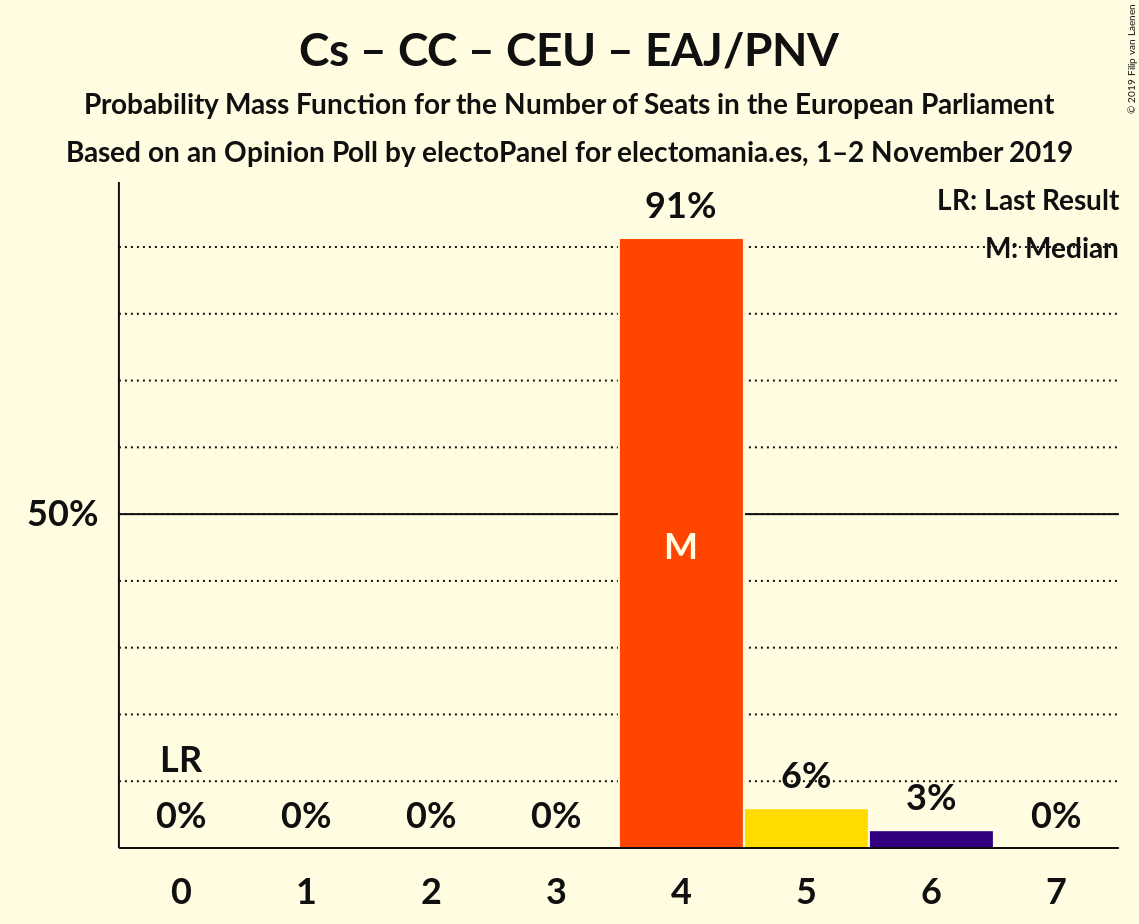 Cs – CC – CEU – EAJ/PNV
Probability Mass Function for the Number of Seats in the European Parliament
Based on an Opinion Poll by electoPanel for electomania.es, 1–2 November 2019
© 2019 Filip van Laenen
LR: Last Result
M: Median
91%
50%
M
LR
0%
0%
0%
0%
6%
3%
0%
0
1
2
3
4
5
6
7